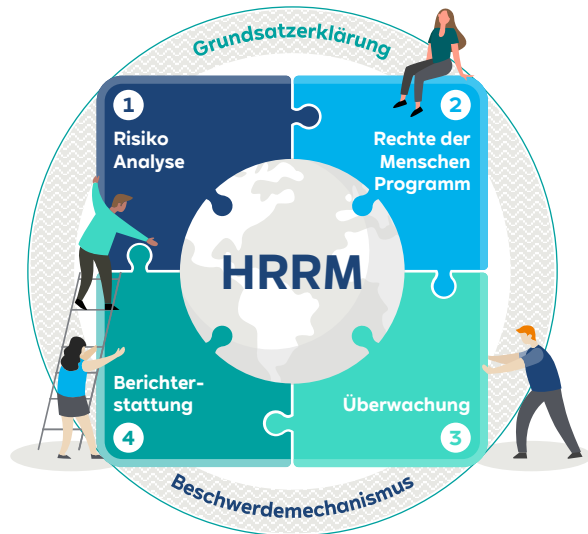 Grundsatzerklärung
1
Risiko
Analyse
2
Rechte der
Menschen
Programm
HRRM
Berichter-
stattung
4
Überwachung
3
Beschwerdemechanismus